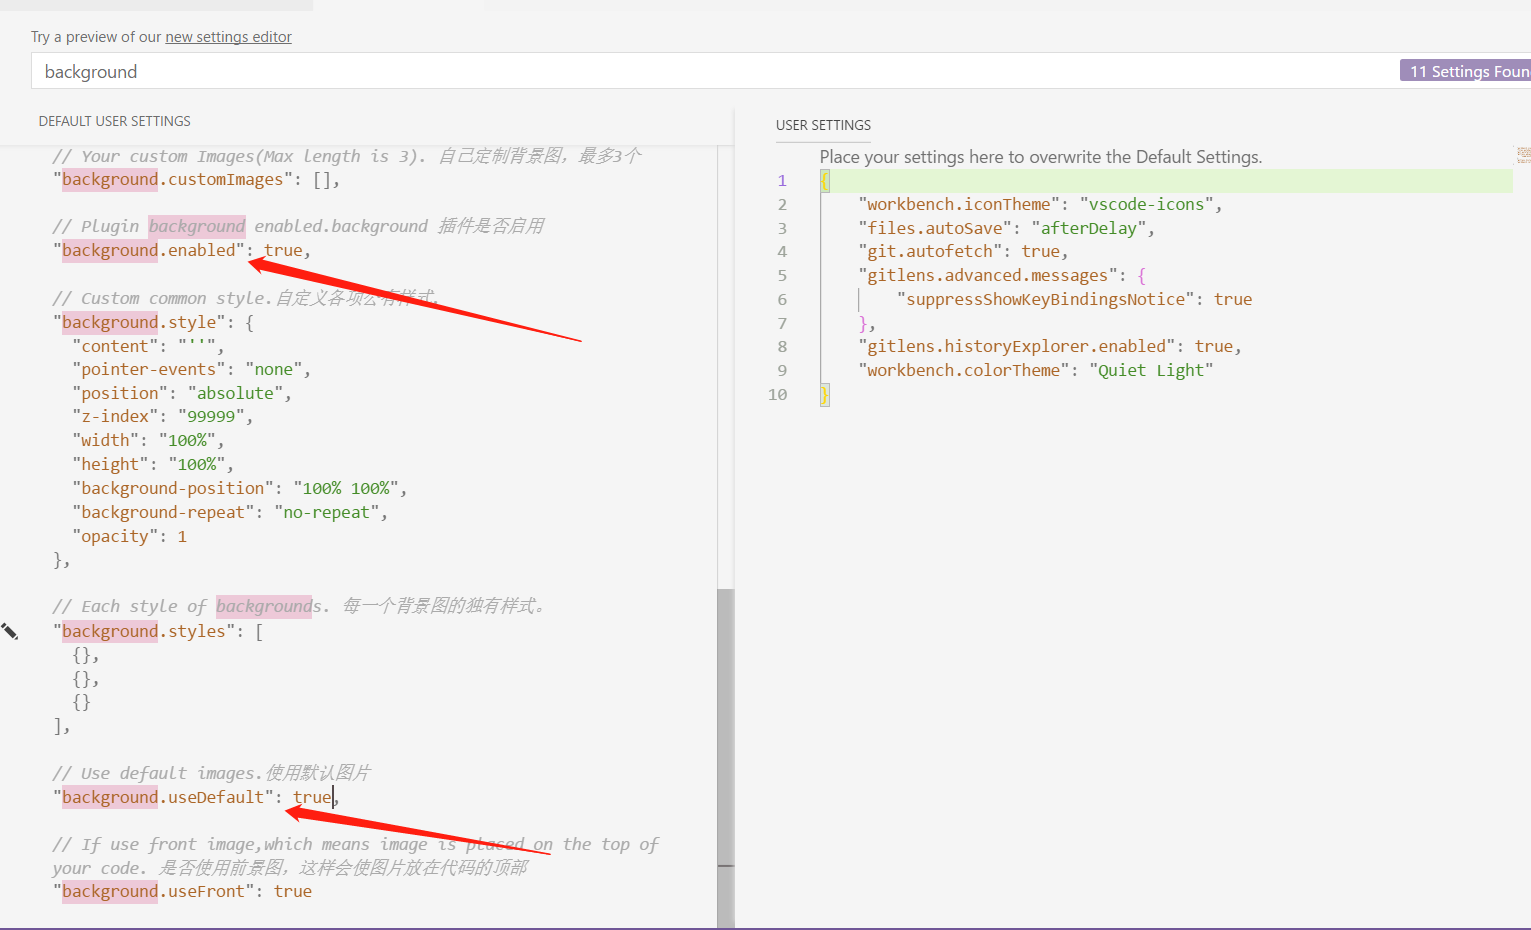 Try a preview of our new settings editor
background
11 Settings Foun
DEFAULT USER SETTINGS
// Your custom Images(Max length is 3). 自己定制背景图，最多3个
"background.customImages": [],
// Plugin background enabled.background 插件是否启用
"background.enabled": true,
// Custom common style.自定义各项公有样式.
"background.style": {
"content": "''",
"pointer-events": "none",
"position": "absolute",
"z-index": "99999",
"width": "100%",
"height": "100%",
"background-position": "100% 100%",
"background-repeat": "no-repeat",
"opacity": 1
},
// Each style of backgrounds. 每一个背景图的独有样式。
"background.styles": [
{},
{},
{}
],
// Use default images.使用默认图片
"background.useDefault": true,
// If use front image,which means image is placed on the top of
your code. 是否使用前景图，这样会使图片放在代码的顶部
"background.useFront": true
USER SETTINGS
Place your settings here to overwrite the Default Settings.
1 {
2 "workbench.iconTheme": "vscode-icons",
3 "files.autoSave": "afterDelay",
4 "git.autofetch": true,
5 "gitlens.advanced.messages": {
6 "suppressShowKeyBindingsNotice": true
7 },
8 "gitlens.historyExplorer.enabled": true,
9 "workbench.colorTheme": "Quiet Light"
10 }